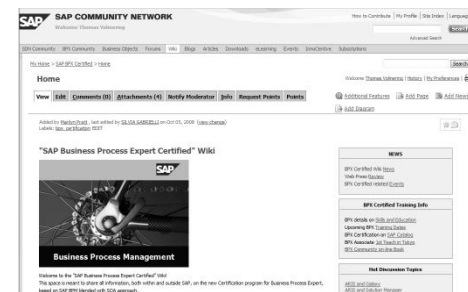 SAP
SAP COMMUNITY NETWORK
Welcome Thomas Volmering
How to Contribute | My Profile | Site Index | Language
Search
Advanced Search
SDN Community BPX Community Business Objects Forums Wiki Blogs Articles Downloads eLearning Events InnoCentive Subscriptions
My Home > SAP BPX Certified > Home
Search
Home
Welcome Thomas Volmering | History | My Preferences |
View Edit Comments (0) Attachments (4) Notify Moderator Info Request Points Points
Additional Features Add Page Add News
Add Diagram
Added by Marilyn Pratt, last edited by SILVIA GABRIELLI on Oct 05, 2008 (view change)
Labels: bpx, certification EDIT
"SAP Business Process Expert Certified" Wiki
SAP
Business Process Management
Welcome to the "SAP Business Process Expert Certified" Wiki!
This space is meant to share all information, both within and outside SAP, on the new Certification program for Business Process Expert,
based on SAP BPM blended with SOA approach.
NEWS
BPX Certified Wiki News
Web Press Review
BPX Certified related Events
BPX Certified Training Info
BPX details on Skills and Education
Upcoming BPX Training Dates
BPX Certification on SAP Catalog
BPX Associate 1st Teach in Tokyo
BPX Community on-line Book
Hot Discussion Topics
ARIS and Galaxy
ARIS and Solution Manager